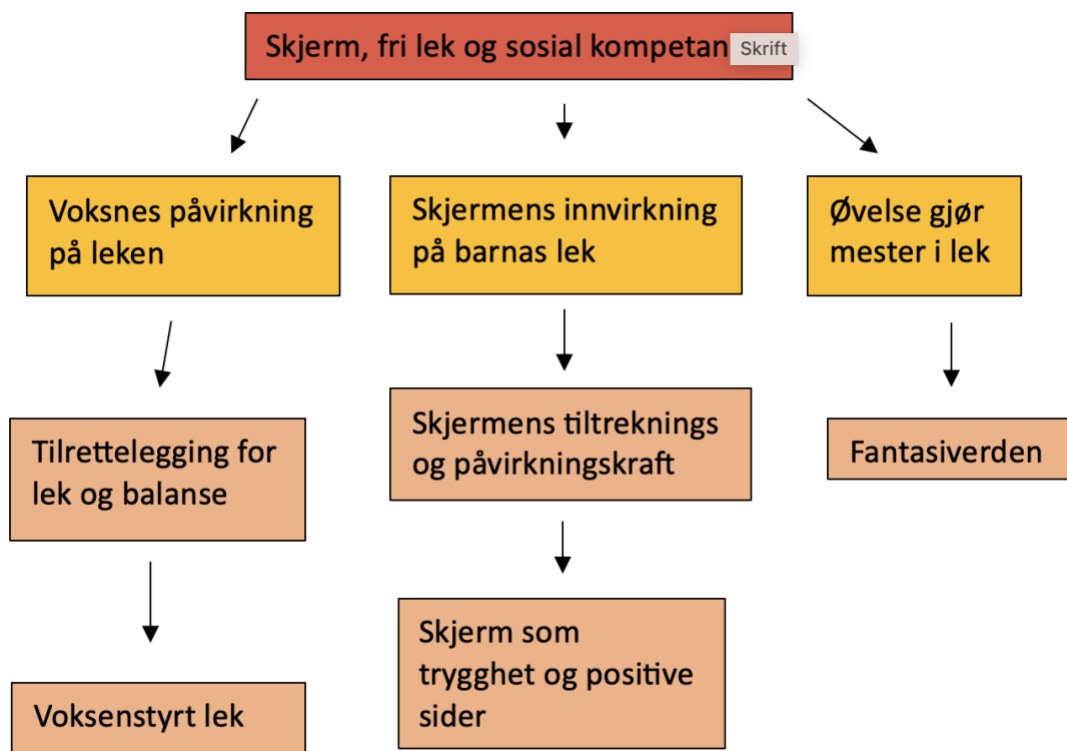 Skjerm, fri lek og sosial kompetan
Skrift
Voksnes påvirkning
på leken
Skjermens innvirkning
på barnas lek
Øvelse gjør
mester i lek
Tilrettelegging for
lek og balanse
Skjermens tiltreknings
og påvirkningskraft
Fantasiverden
Voksenstyrt lek
Skjerm som
trygghet og positive
sider